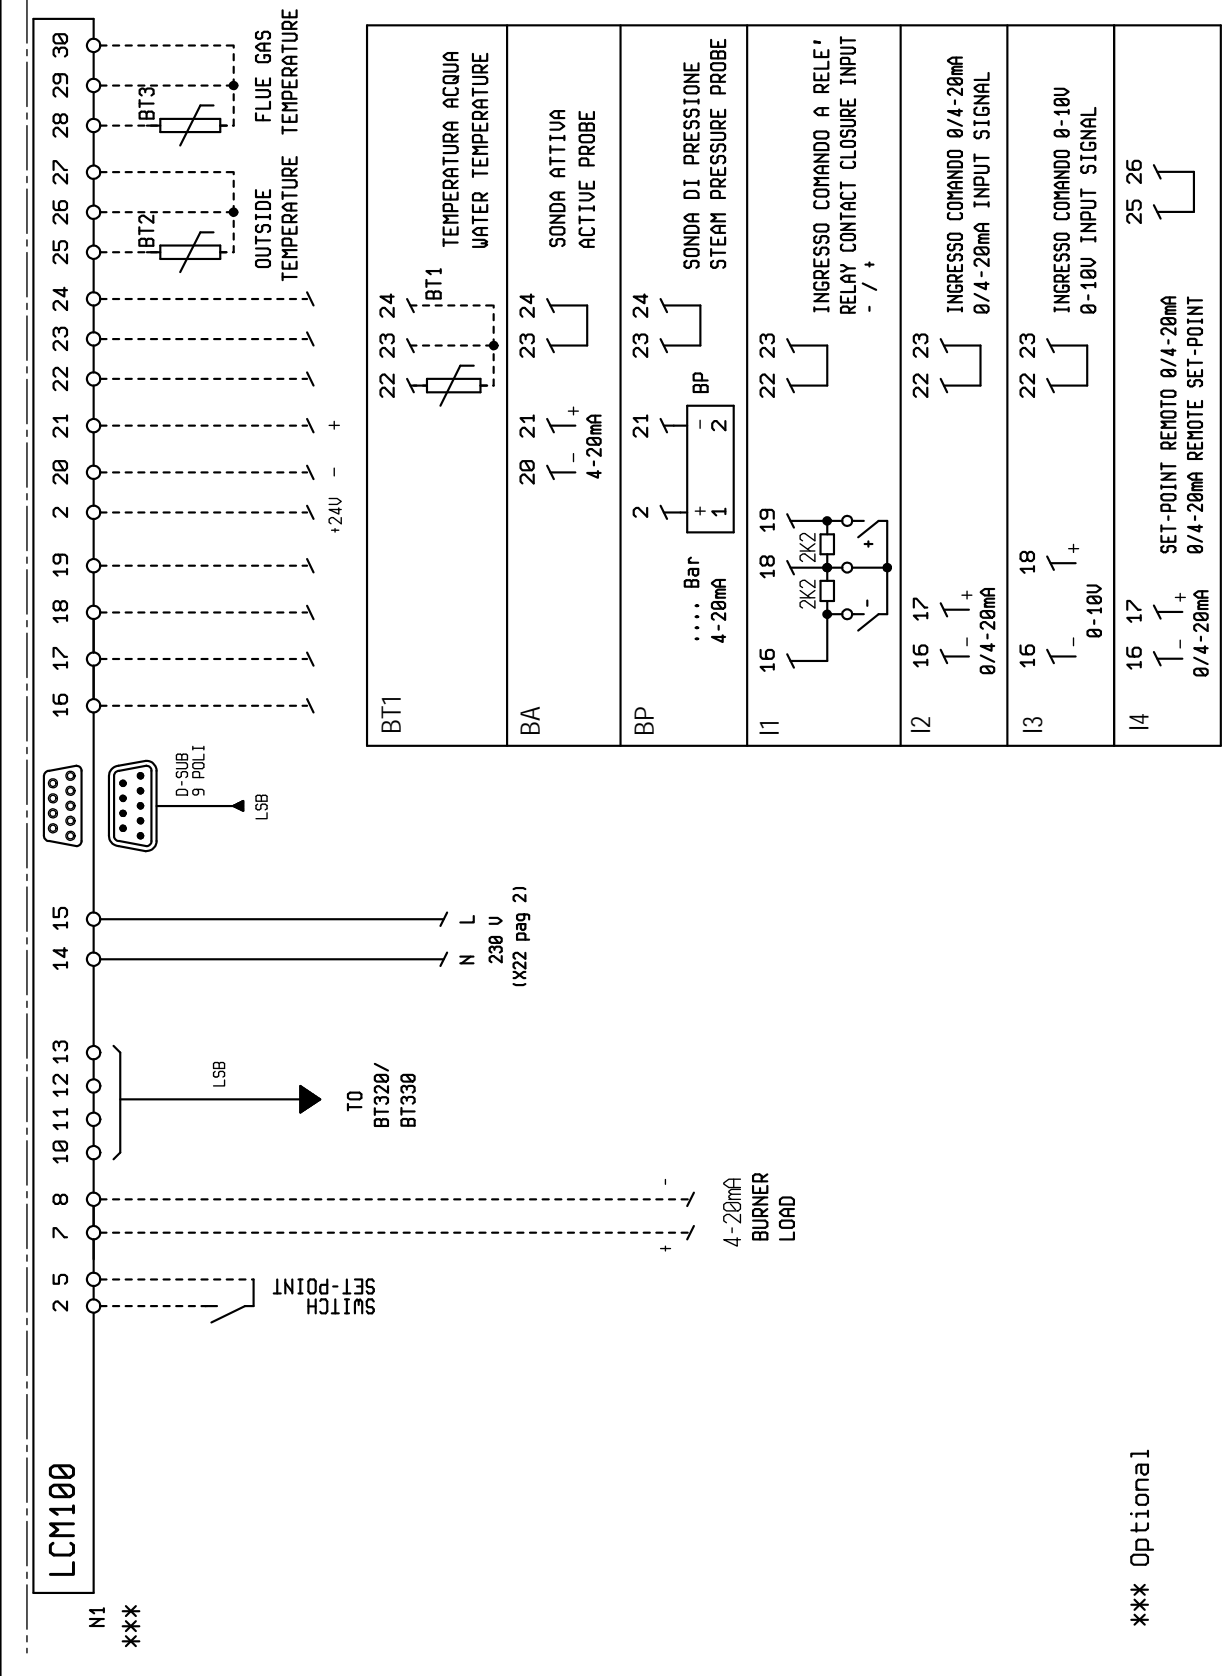 N1
***
LCM100
2 5 7 8 10 11 12 13 14 15 16 17 18 19 2 20 21 22 23 24 25 26 27 28 29 30
SWITCH
SET-POINT
+ -
4-20mA
BURNER
LOAD
LSB
TO
BT320/
BT330
N L
230 V
(X22 pag 2)
D-SUB
9 POLI
LSB
+24V - +
BT2
OUTSIDE
TEMPERATURE
BT3
FLUE GAS
TEMPERATURE
BT1
22 23 24
BT1
TEMPERATURA ACQUA
WATER TEMPERATURE
BA
20 21 23 24
- +
4-20mA
SONDA ATTIVA
ACTIVE PROBE
BP
2 21 23 24
.... Bar
4-20mA
+ -
1 2
BP
SONDA DI PRESSIONE
STEAM PRESSURE PROBE
I1
16 18 19 22 23
2K2 2K2
- +
INGRESSO COMANDO A RELE'
RELAY CONTACT CLOSURE INPUT
- / +
I2
16 17 22 23
- +
0/4-20mA
INGRESSO COMANDO 0/4-20mA
0/4-20mA INPUT SIGNAL
I3
16 18 22 23
- +
0-10V
INGRESSO COMANDO 0-10V
0-10V INPUT SIGNAL
I4
16 17 25 26
- +
0/4-20mA
SET-POINT REMOTO 0/4-20mA
0/4-20mA REMOTE SET-POINT
*** Optional